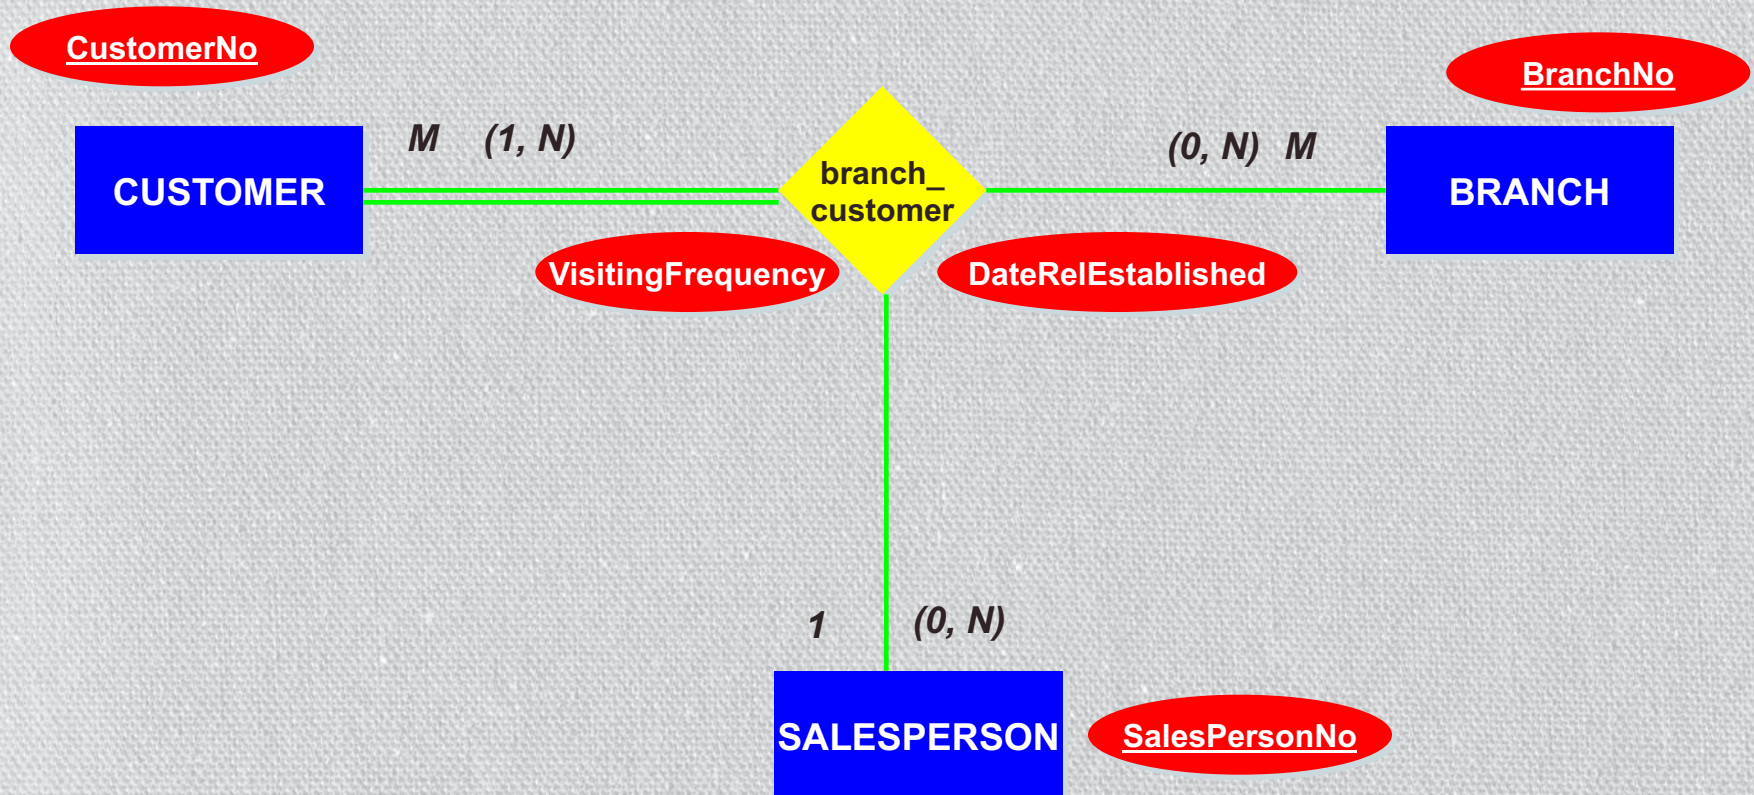 CustomerNo
BranchNo
M (1, N)
(0, N) M
CUSTOMER
branch_
customer
BRANCH
VisitingFrequency
DateRelEstablished
1
(0, N)
SALESPERSON
SalesPersonNo